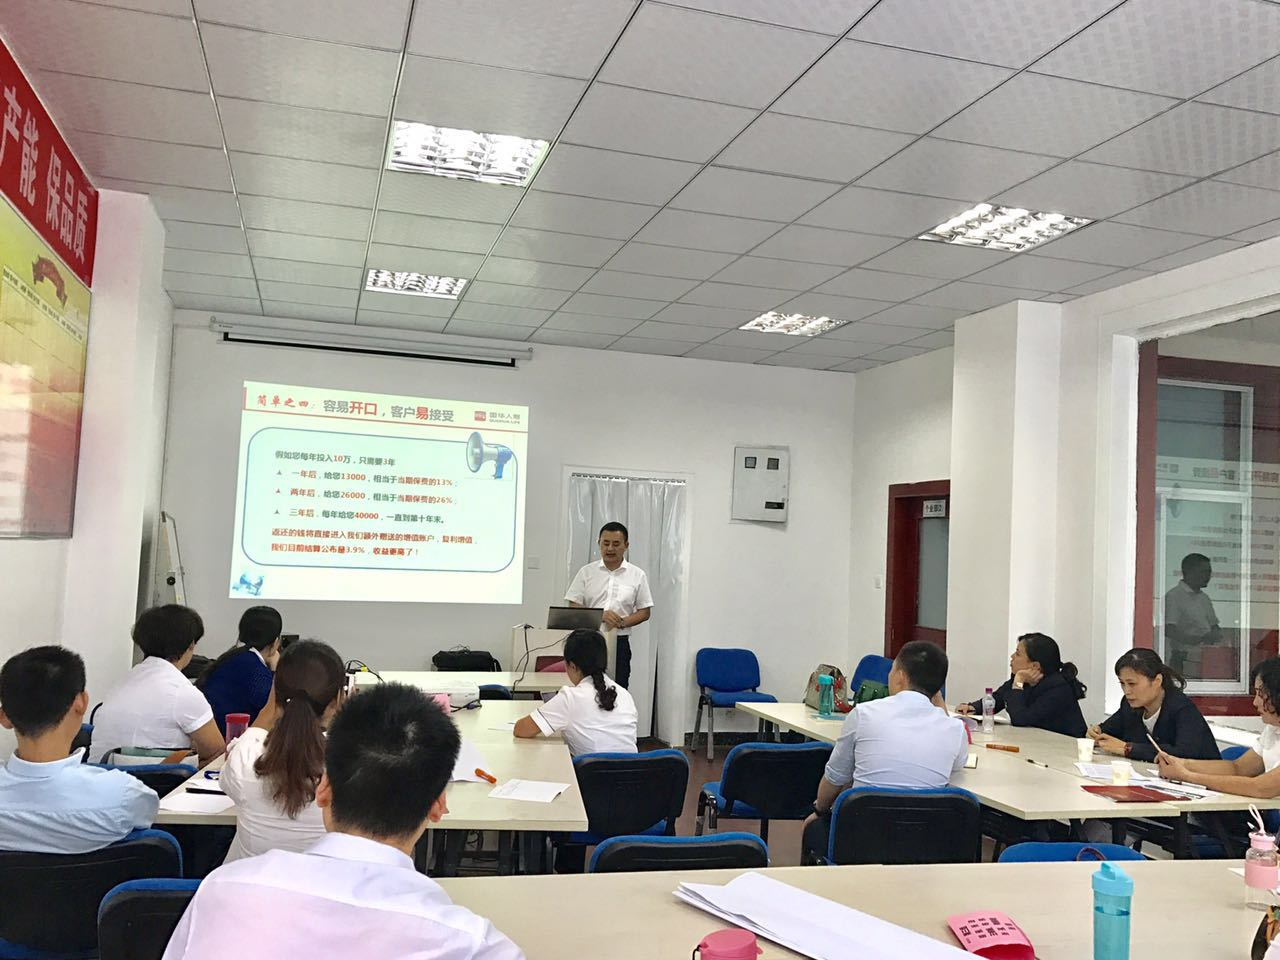 产能 保品质
简单之四：容易开口，客户易接受
国华人寿
GUOHUA LIFE
假如您每年投入10万，只需要3年
一年后，给您13000，相当于当期保费的13%；
两年后，给您26000，相当于当期保费的26%；
三年后，每年给您40000，一直到第十年末。
返还的钱将直接进入我们额外赠送的增值账户，复利增值，
我们目前结算公布量3.9%，收益更高了！